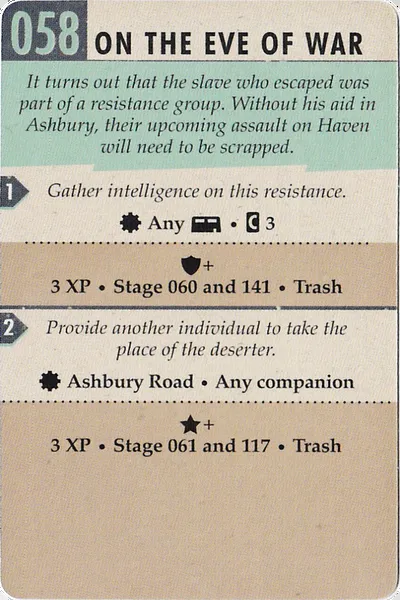 058 ON THE EVE OF WAR
It turns out that the slave who escaped was
part of a resistance group. Without his aid in
Ashbury, their upcoming assault on Haven
will need to be scrapped.
1 Gather intelligence on this resistance.
Any • 3
+
3 XP • Stage 060 and 141 • Trash
2 Provide another individual to take the
place of the deserter.
Ashbury Road • Any companion
+
3 XP • Stage 061 and 117 • Trash